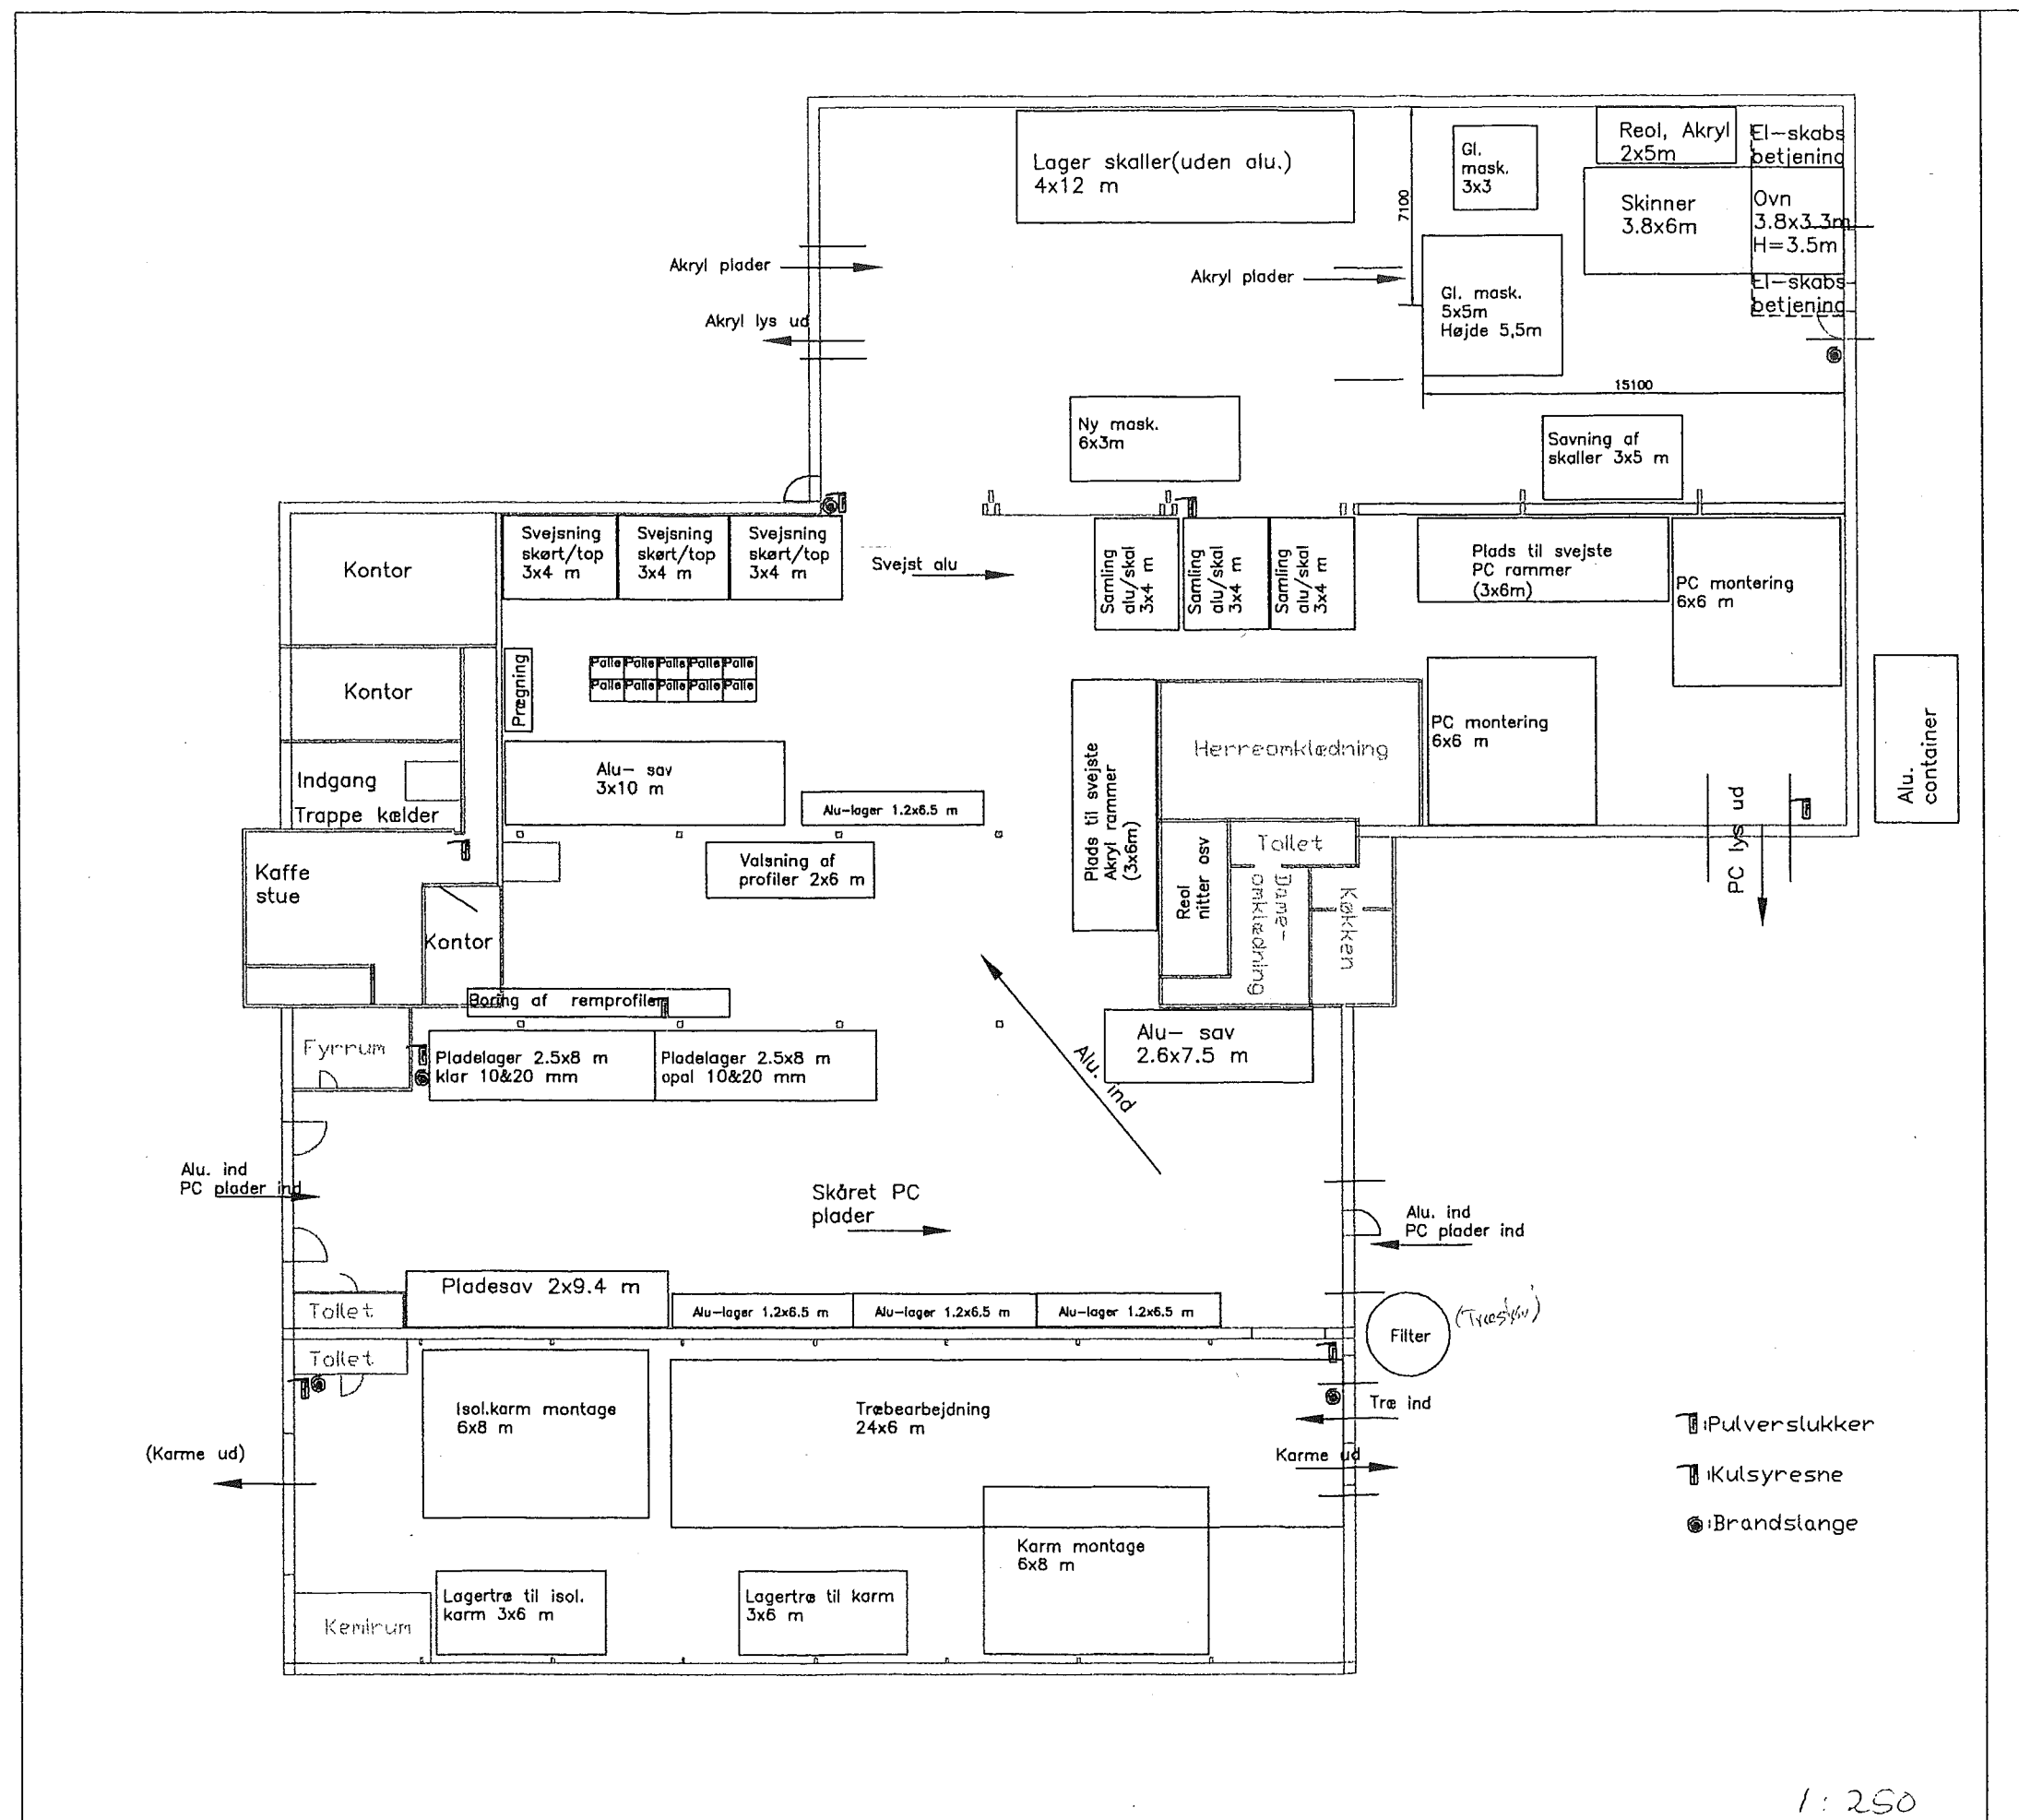 Lager skaller(uden alu.)
4x12 m
Gl.
mask.
3x3
Reol, Akryl
2x5m
El-skabs
betjening
Skinner
3.8x6m
Ovn
3.8x3.3m
H=3.5m
El-skabs
betjening
7100
Akryl plader
Akryl plader
Gl. mask.
5x5m
Højde 5,5m
Akryl lys ud
15100
Ny mask.
6x3m
Savning af
skaller 3x5 m
Kontor
Svejsning
skørt/top
3x4 m
Svejsning
skørt/top
3x4 m
Svejsning
skørt/top
3x4 m
Svejst alu
Samling
alu/skal
3x4 m
Samling
alu/skal
3x4 m
Samling
alu/skal
3x4 m
Plads til svejste
PC rammer
(3x6m)
PC montering
6x6 m
Kontor
Prægning
Palle Palle Palle Palle Palle
Palle Palle Palle Palle Palle
Plads til svejste
Akryl rammer
(3x6m)
Herreomklædning
PC montering
6x6 m
Alu.
container
PC lys ud
Indgang
Trappe kælder
Alu- sav
3x10 m
Alu-lager 1.2x6.5 m
Kaffe
stue
Valsning af
profiler 2x6 m
Reol
nitter osv
Toilet
Dame-
omklædning
Køkken
Kontor
Boring af remprofiler
Fyrrum
Pladelager 2.5x8 m
klar 10&20 mm
Pladelager 2.5x8 m
opal 10&20 mm
Alu- sav
2.6x7.5 m
Alu. ind
Alu. ind
PC plader ind
Skåret PC
plader
Alu. ind
PC plader ind
Toilet
Pladesav 2x9.4 m
Alu-lager 1.2x6.5 m
Alu-lager 1.2x6.5 m
Alu-lager 1.2x6.5 m
Filter
Toilet
Isol.karm montage
6x8 m
Træbearbejdning
24x6 m
Træ ind
(Karme ud)
Karme ud
Karm montage
6x8 m
Lagertræ til isol.
karm 3x6 m
Lagertræ til karm
3x6 m
Kemirum
:Pulverslukker
:Kulsyresne
:Brandslange
1:250